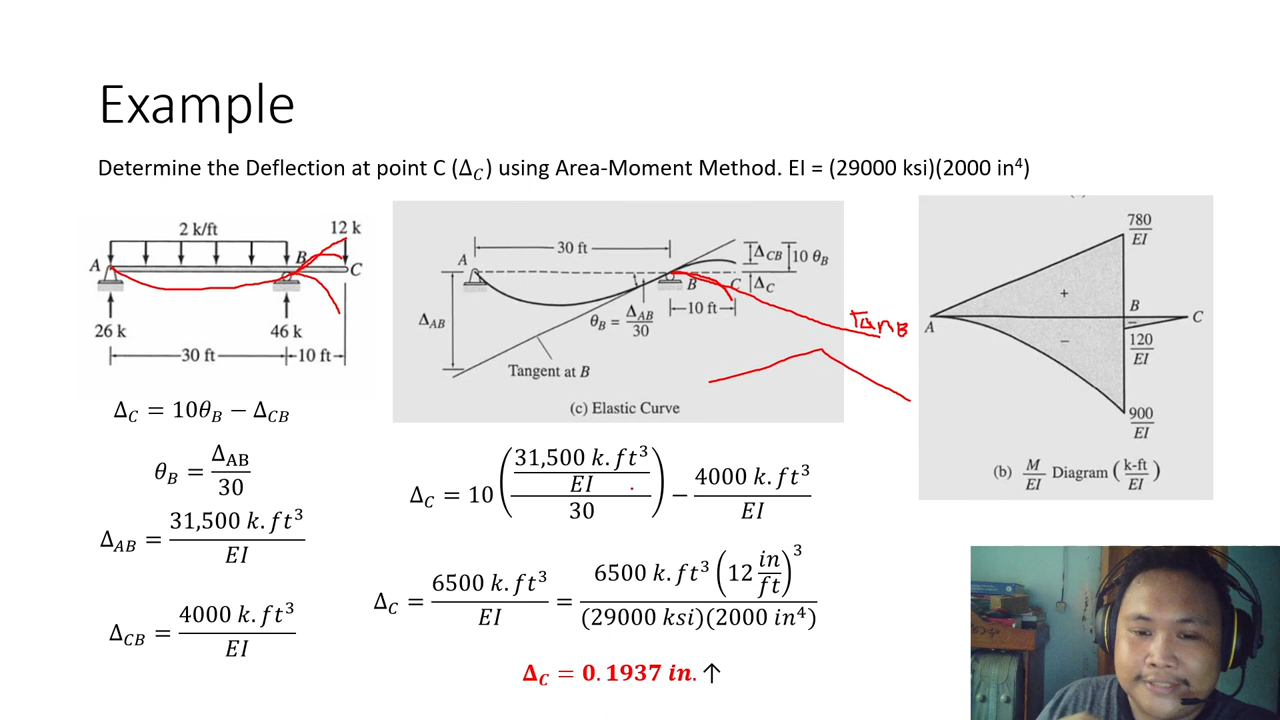 Example
Determine the Deflection at point C (Δ_C) using Area-Moment Method. EI = (29000 ksi)(2000 in⁴)
2 k/ft
12 k
A
B
C
26 k
46 k
30 ft
10 ft
Δ_C = 10θ_B − Δ_CB
θ_B = Δ_AB / 30
Δ_AB = 31,500 k.ft³ / EI
Δ_CB = 4000 k.ft³ / EI
30 ft
A
Δ_CB
10 θ_B
B
C
Δ_C
Δ_AB
θ_B = Δ_AB / 30
10 ft
Tan B
Tangent at B
(c) Elastic Curve
Δ_C = 10 ((31,500 k.ft³ / EI) / 30) − 4000 k.ft³ / EI
Δ_C = 6500 k.ft³ / EI = 6500 k.ft³ (12 in/ft)³ / (29000 ksi)(2000 in⁴)
Δ_C = 0.1937 in. ↑
780 / EI
+
B
A
C
−
−
120 / EI
900 / EI
(b) M/EI Diagram (k-ft/EI)